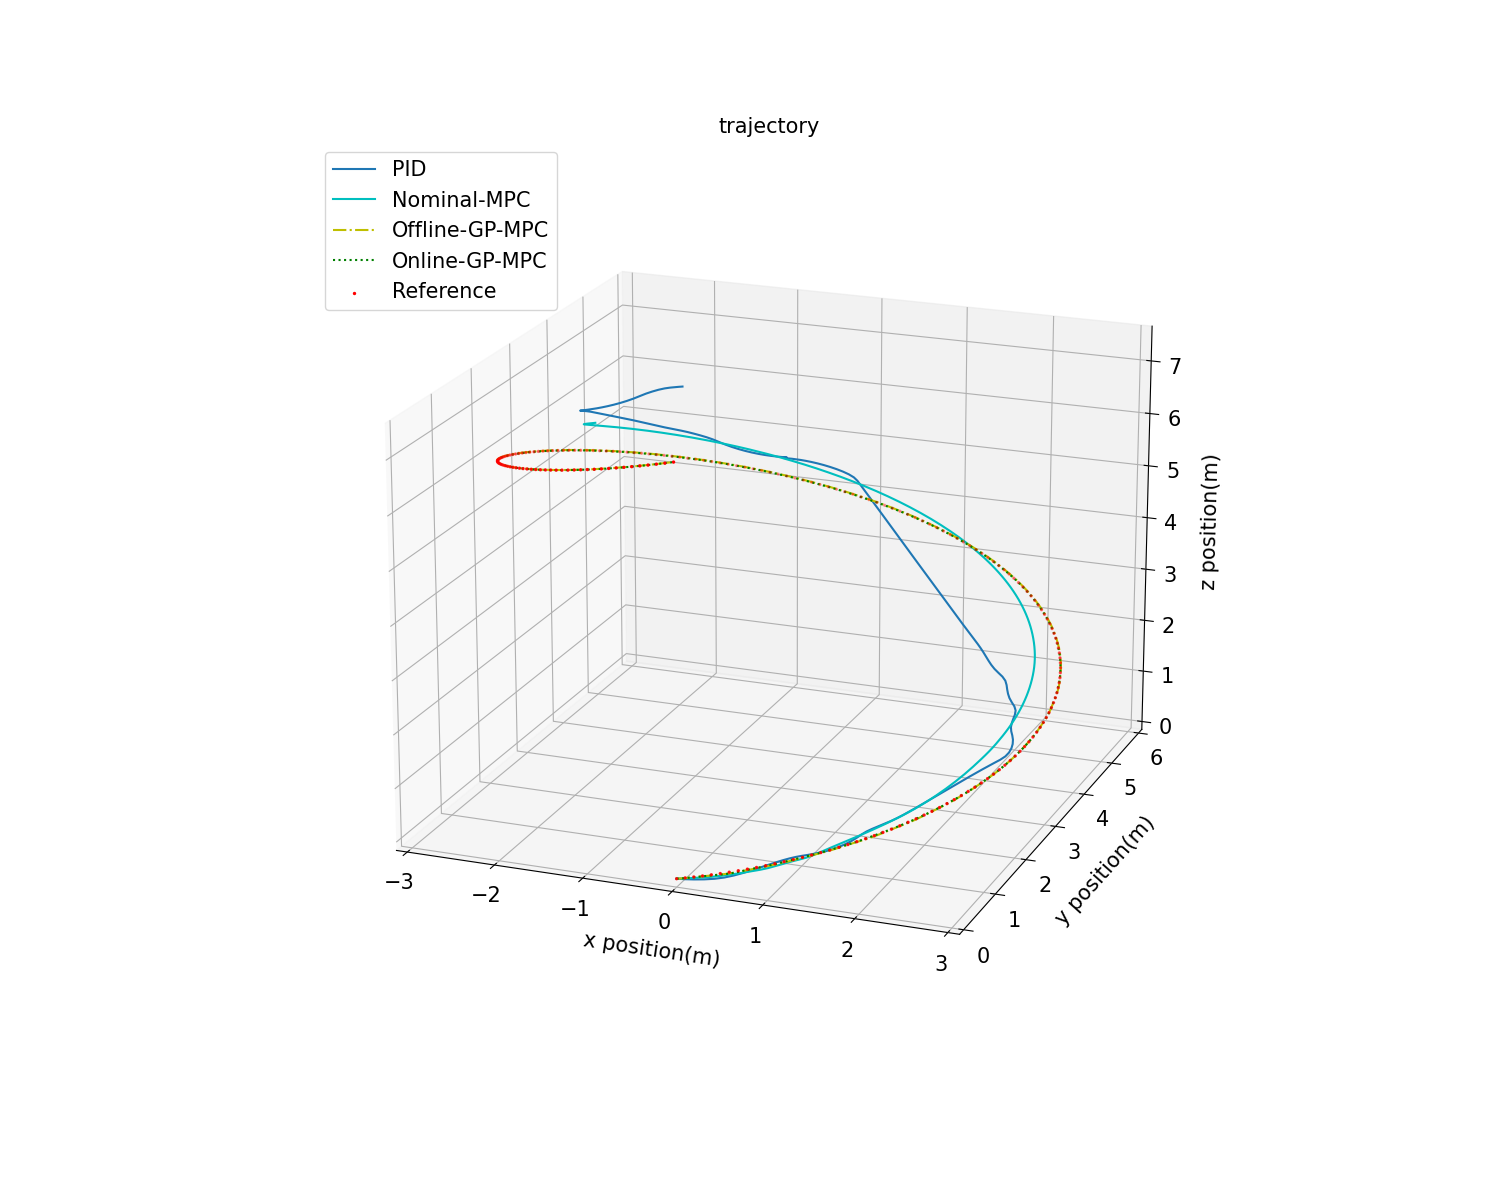 trajectory
PID
Nominal-MPC
Offline-GP-MPC
Online-GP-MPC
Reference
7
6
5
4
3
2
1
0
z position(m)
6
5
4
3
2
1
0
y position(m)
−3
−2
−1
0
1
2
3
x position(m)